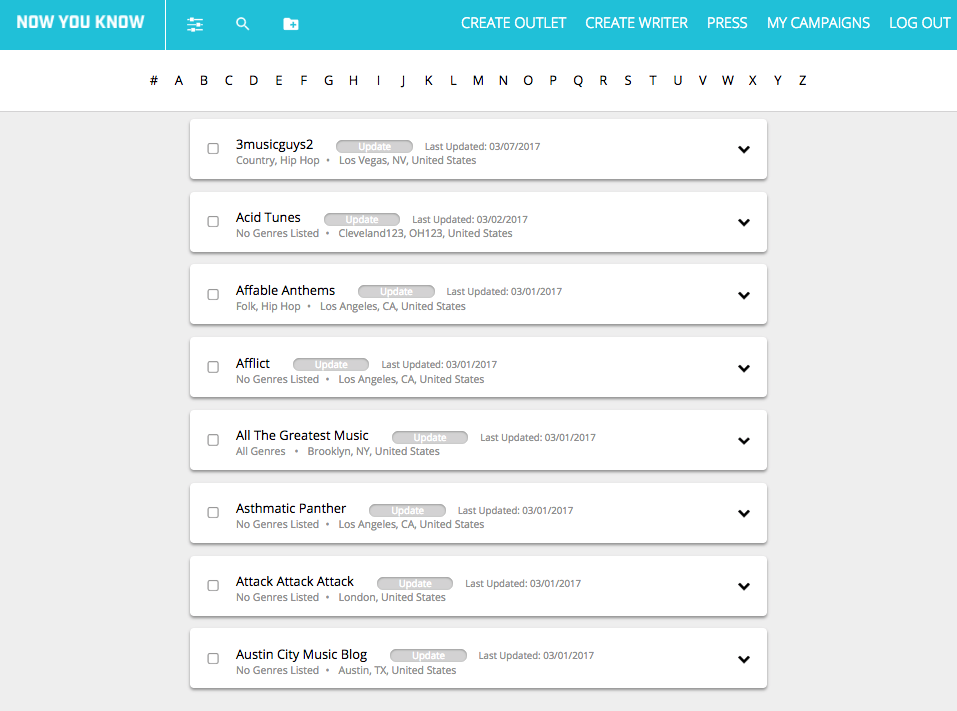 NOW YOU KNOW CREATE OUTLET CREATE WRITER PRESS MY CAMPAIGNS LOG OUT
# A B C D E F G H I J K L M N O P Q R S T U V W X Y Z
3musicguys2 Update Last Updated: 03/07/2017
Country, Hip Hop • Los Vegas, NV, United States
Acid Tunes Update Last Updated: 03/02/2017
No Genres Listed • Cleveland123, OH123, United States
Affable Anthems Update Last Updated: 03/01/2017
Folk, Hip Hop • Los Angeles, CA, United States
Afflict Update Last Updated: 03/01/2017
No Genres Listed • Los Angeles, CA, United States
All The Greatest Music Update Last Updated: 03/01/2017
All Genres • Brooklyn, NY, United States
Asthmatic Panther Update Last Updated: 03/01/2017
No Genres Listed • Los Angeles, CA, United States
Attack Attack Attack Update Last Updated: 03/01/2017
No Genres Listed • London, United States
Austin City Music Blog Update Last Updated: 03/01/2017
No Genres Listed • Austin, TX, United States